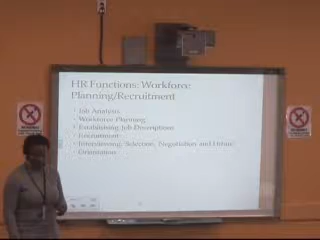 HR Functions: Workforce
Planning/Recruitment
Job Analysis
Workforce Planning
Establishing Job Descriptions
Recruitment
Interviewing, Selection, Negotiation and Hiring
Orientation